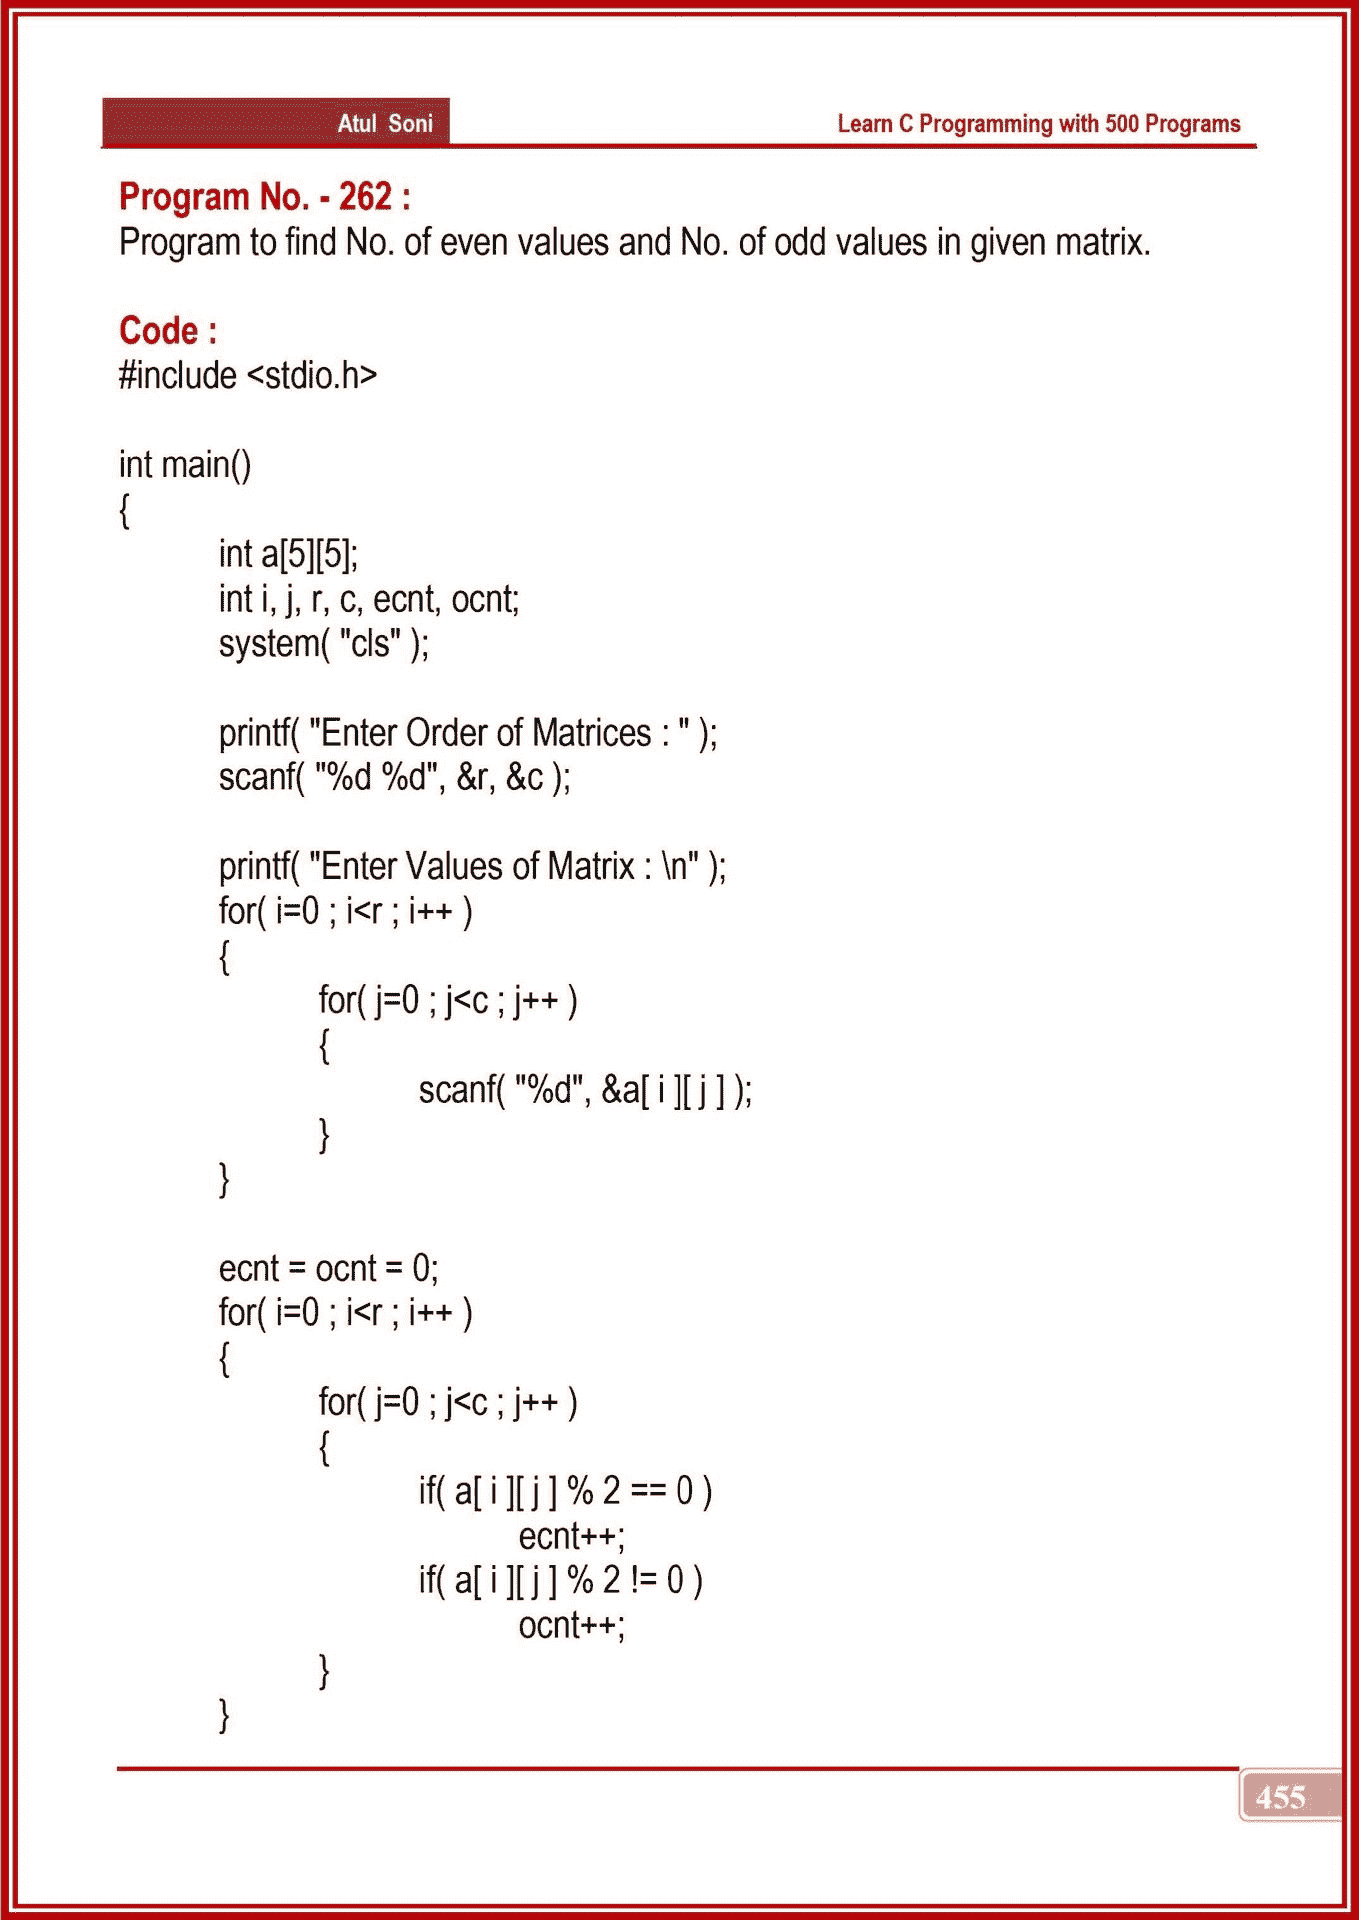 Atul Soni
Learn C Programming with 500 Programs
Program No. - 262 :
Program to find No. of even values and No. of odd values in given matrix.
Code :
#include <stdio.h>
int main()
{
int a[5][5];
int i, j, r, c, ecnt, ocnt;
system( "cls" );
printf( "Enter Order of Matrices : " );
scanf( "%d %d", &r, &c );
printf( "Enter Values of Matrix : \n" );
for( i=0 ; i<r ; i++ )
{
for( j=0 ; j<c ; j++ )
{
scanf( "%d", &a[ i ][ j ] );
}
}
ecnt = ocnt = 0;
for( i=0 ; i<r ; i++ )
{
for( j=0 ; j<c ; j++ )
{
if( a[ i ][ j ] % 2 == 0 )
ecnt++;
if( a[ i ][ j ] % 2 != 0 )
ocnt++;
}
}
455